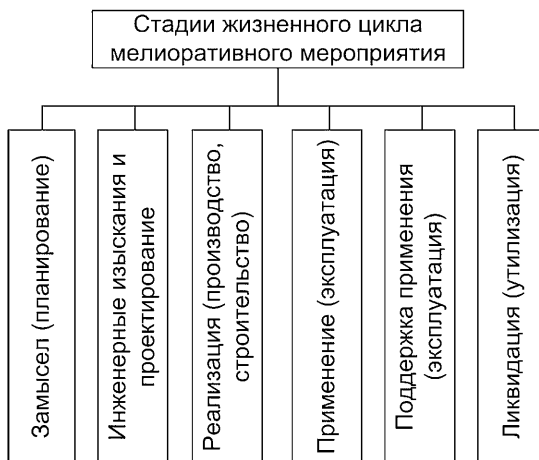 Стадии жизненного цикла
мелиоративного мероприятия
Замысел (планирование)
Инженерные изыскания и
проектирование
Реализация (производство,
строительство)
Применение (эксплуатация)
Поддержка применения
(эксплуатация)
Ликвидация (утилизация)